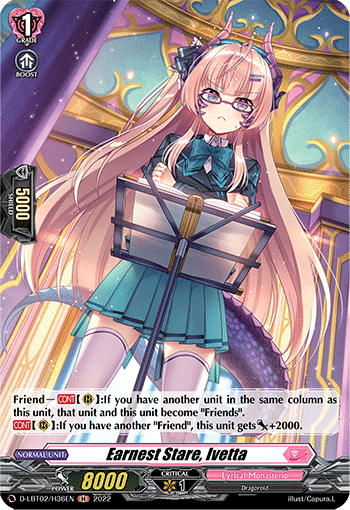 1
GRADE
BOOST
5000
SHIELD
Friend—CONT【RC】:If you have another unit in the same column as
this unit, that unit and this unit become "Friends".
CONT【RC】:If you have another "Friend", this unit gets +2000.
NORMAL UNIT
Earnest Stare, Ivetta
POWER 8000
CRITICAL
1
Lyrical Monasterio
Dragoroid
D-LBT02/H36EN H 2022
illust/Capura.L